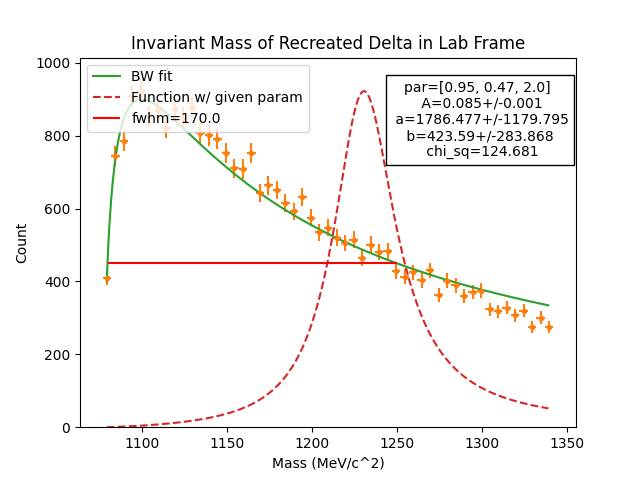 Invariant Mass of Recreated Delta in Lab Frame
BW fit
Function w/ given param
fwhm=170.0
par=[0.95, 0.47, 2.0]
A=0.085+/-0.001
a=1786.477+/-1179.795
b=423.59+/-283.868
chi_sq=124.681
Count
1000
800
600
400
200
0
1100 1150 1200 1250 1300 1350
Mass (MeV/c^2)